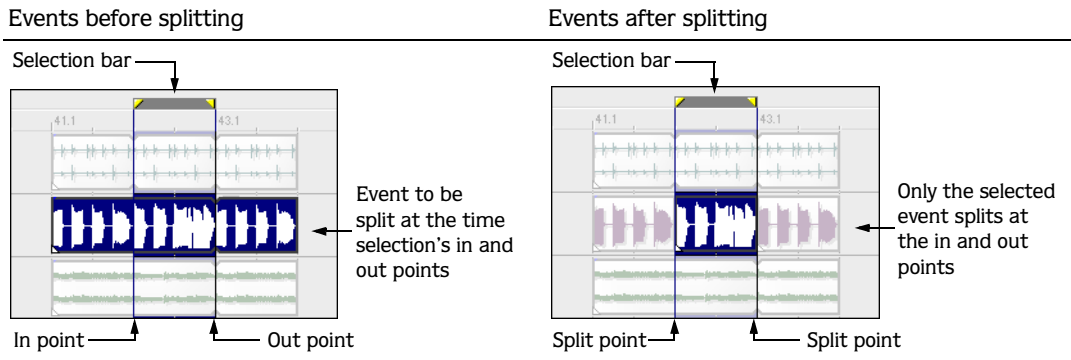 Events before splitting
Selection bar
41.1
43.1
Event to be
split at the time
selection's in and
out points
In point
Out point
Events after splitting
Selection bar
41.1
43.1
Only the selected
event splits at
the in and out
points
Split point
Split point